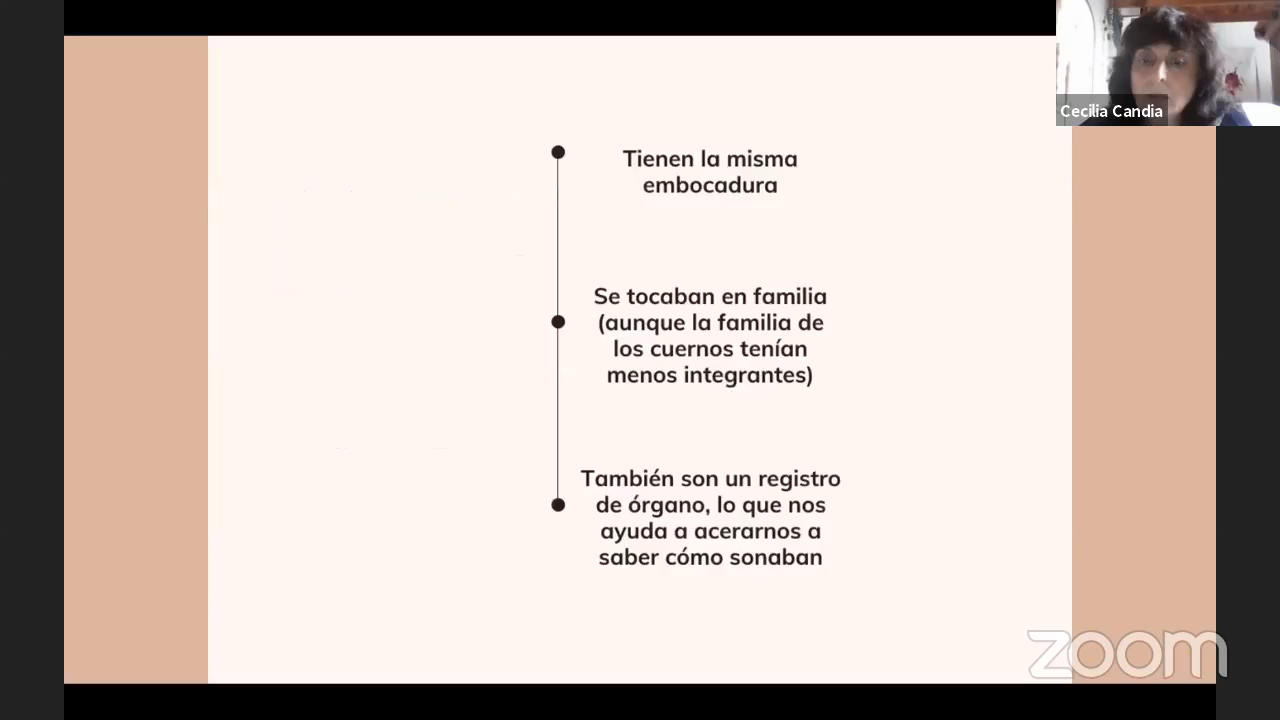 Cecilia Candia
Tienen la misma
embocadura
Se tocaban en familia
(aunque la familia de
los cuernos tenían
menos integrantes)
También son un registro
de órgano, lo que nos
ayuda a acerarnos a
saber cómo sonaban
zoom